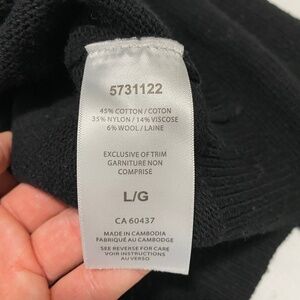 5731122
45% COTTON / COTON
35% NYLON / 14% VISCOSE
6% WOOL / LAINE
EXCLUSIVE OF TRIM
GARNITURE NON
COMPRISE
L/G
CA 60437
MADE IN CAMBODIA
FABRIQUÉ AU CAMBODGE
SEE REVERSE FOR CARE
VOIR INSTRUCTIONS
AU VERSO